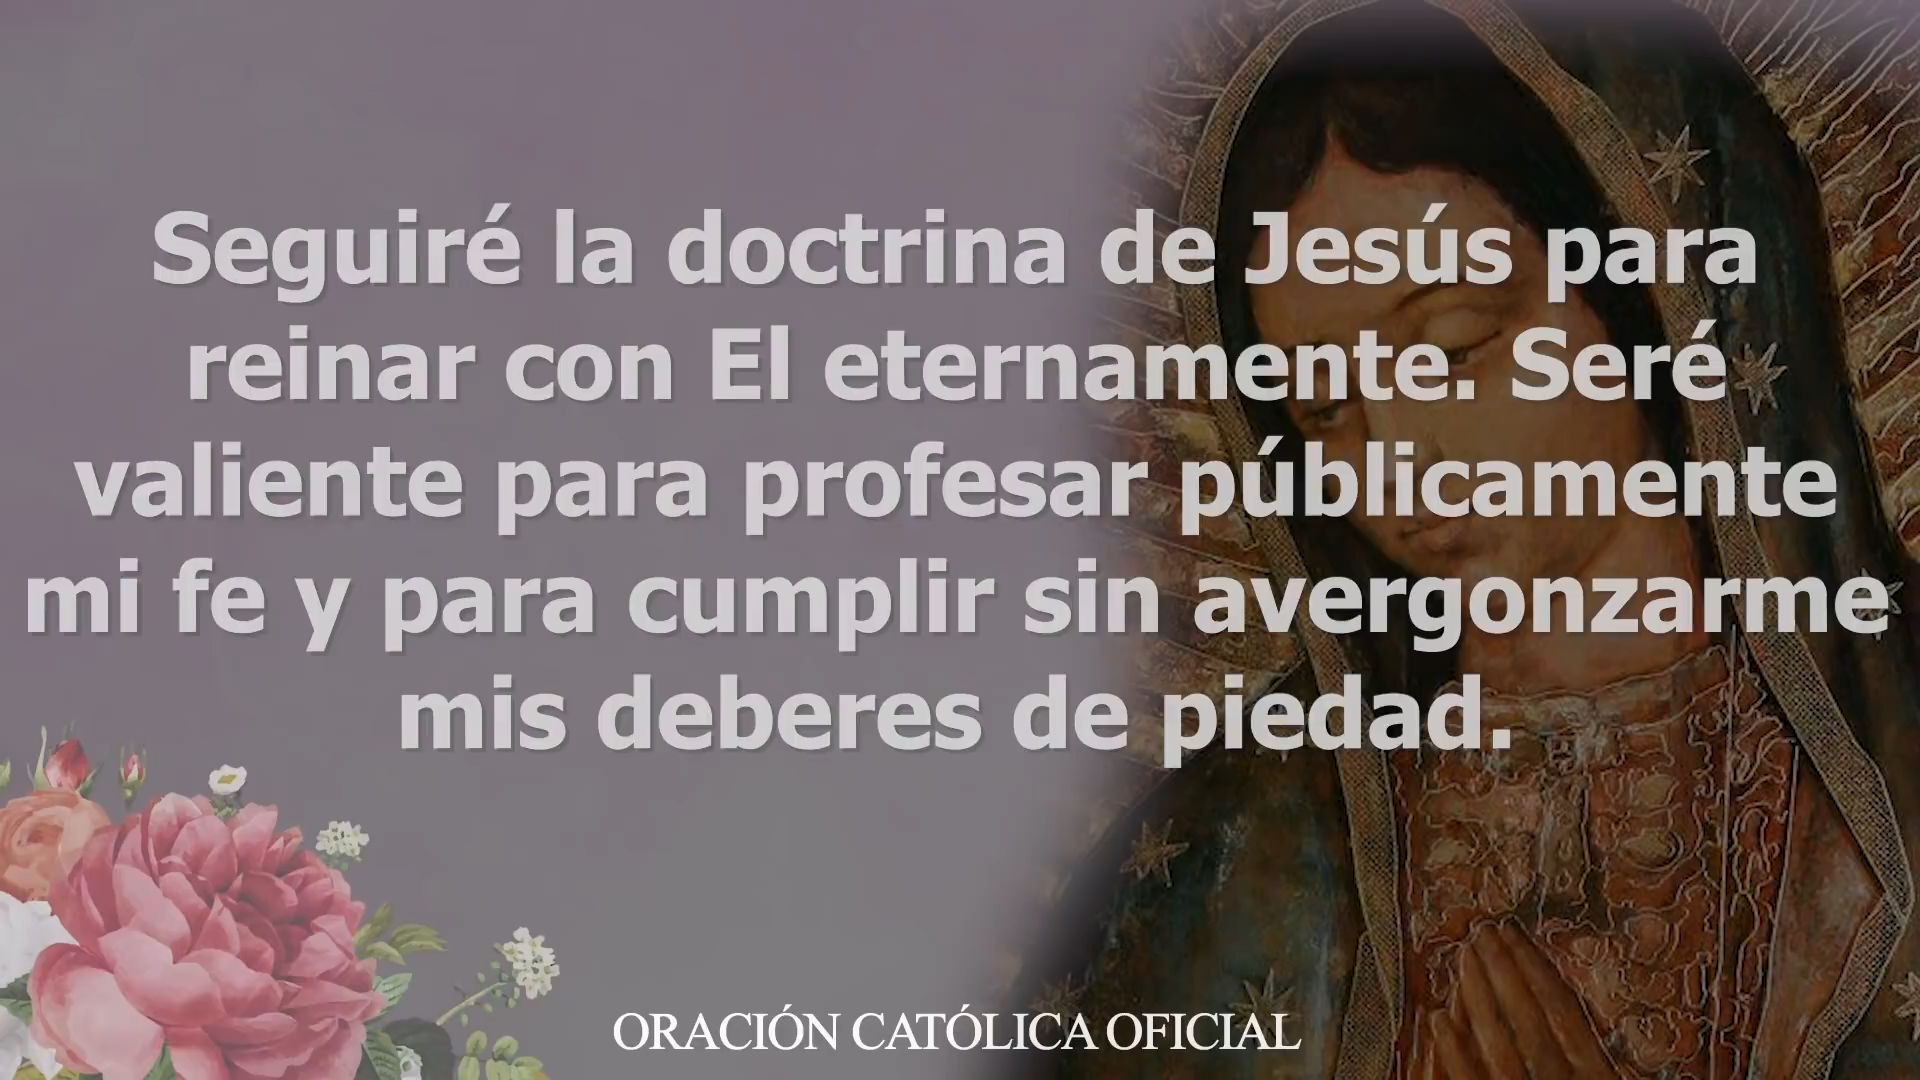 Seguiré la doctrina de Jesús para
reinar con El eternamente. Seré
valiente para profesar públicamente
mi fe y para cumplir sin avergonzarme
mis deberes de piedad.
ORACIÓN CATÓLICA OFICIAL